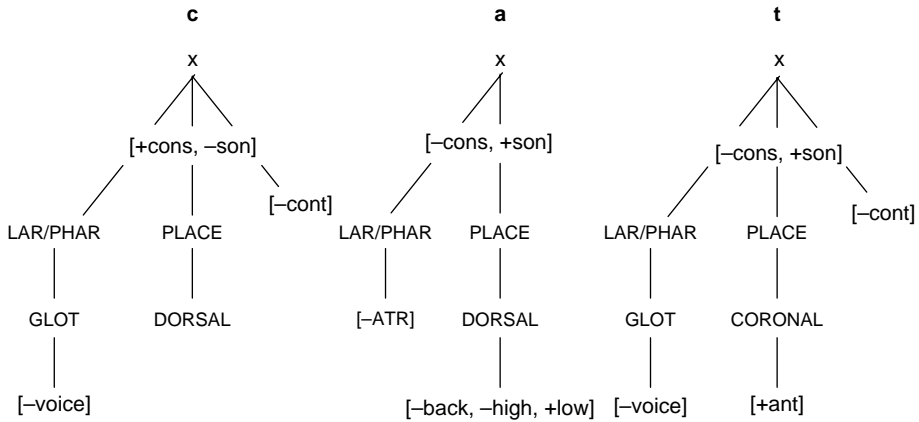 c a t
x x x
[+cons, –son] [–cons, +son] [–cons, +son]
[–cont] [–cont]
LAR/PHAR PLACE LAR/PHAR PLACE LAR/PHAR PLACE
GLOT DORSAL [–ATR] DORSAL GLOT CORONAL
[–voice] [–back, –high, +low] [–voice] [+ant]